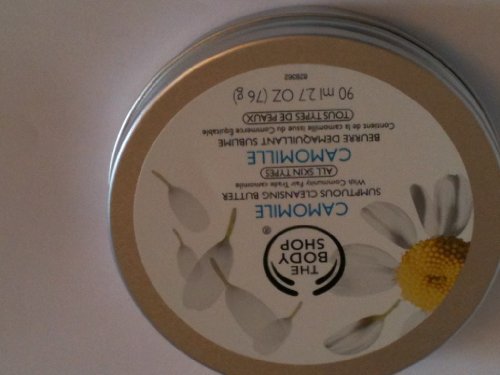 THE
BODY
SHOP
®
CAMOMILE
SUMPTUOUS CLEANSING BUTTER
With Community Fair Trade camomile
ALL SKIN TYPES
CAMOMILLE
BEURRE DÉMAQUILLANT SUBLIME
Contient de la camomille issue du Commerce Équitable
TOUS TYPES DE PEAUX
90 ml 2.7 OZ (76 g)
828362